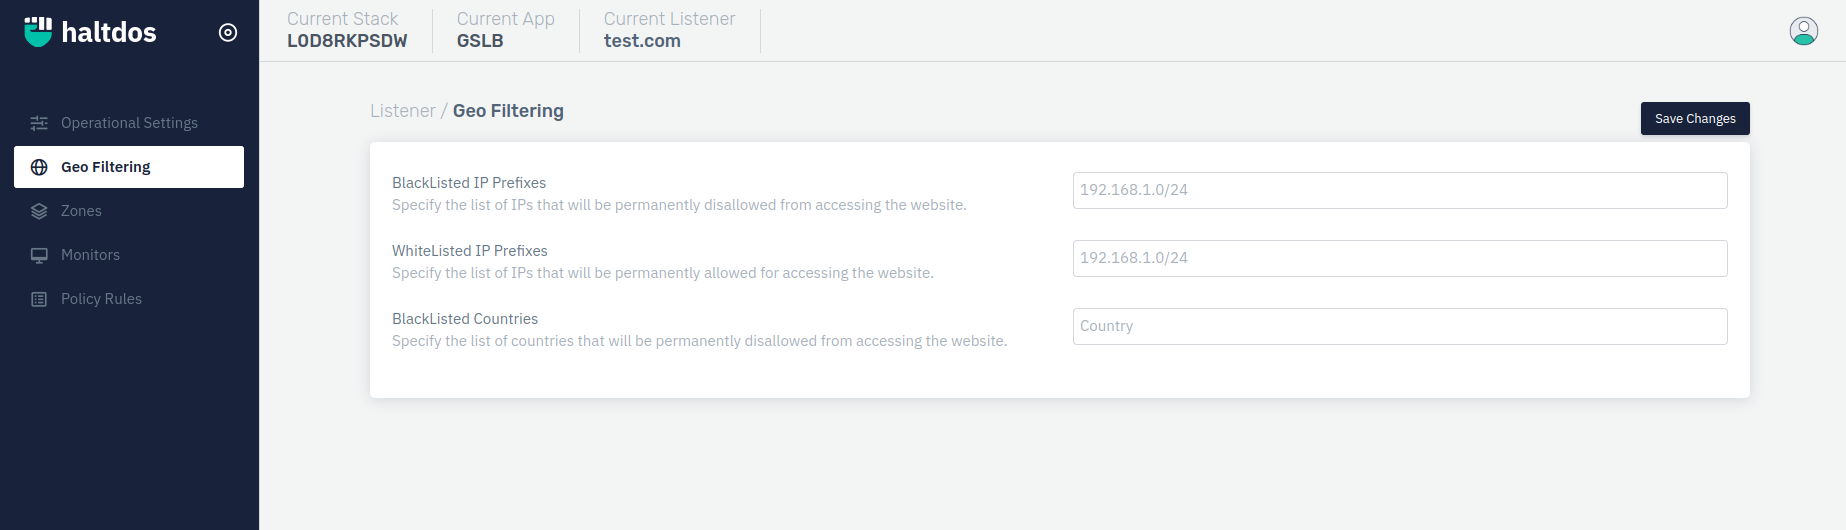 haltdos
Current Stack
L0D8RKPSDW
Current App
GSLB
Current Listener
test.com
Operational Settings
Geo Filtering
Zones
Monitors
Policy Rules
Listener / Geo Filtering
Save Changes
BlackListed IP Prefixes
Specify the list of IPs that will be permanently disallowed from accessing the website.
192.168.1.0/24
WhiteListed IP Prefixes
Specify the list of IPs that will be permanently allowed for accessing the website.
192.168.1.0/24
BlackListed Countries
Specify the list of countries that will be permanently disallowed from accessing the website.
Country